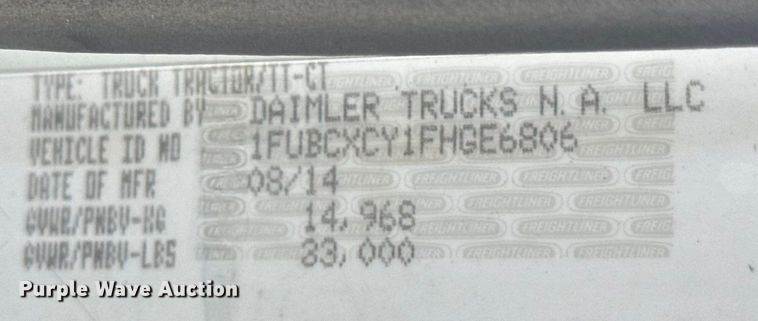 TYPE: TRUCK TRACTOR/TT-CT
MANUFACTURED BY DAIMLER TRUCKS N.A. LLC
VEHICLE ID NO 1FUBCXCY1FHGE6806
DATE OF MFR 08/14
GVWR/PNBV-KG 14,968
GVWR/PNBV-LBS 33,000
Purple Wave Auction